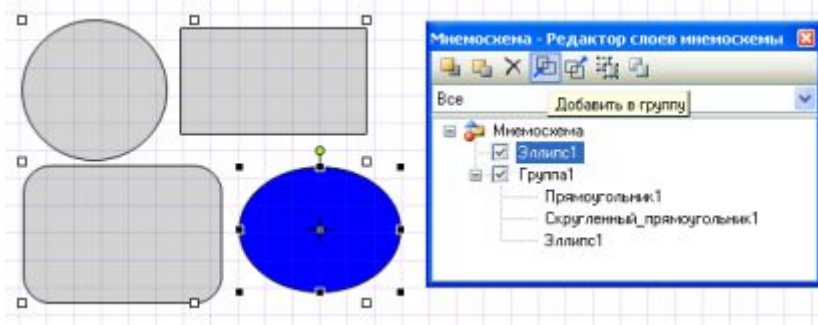 Мнемосхема - Редактор слоев мнемосхемы
Все
Добавить в группу
Мнемосхема
Эллипс1
Группа1
Прямоугольник1
Скругленный_прямоугольник1
Эллипс1